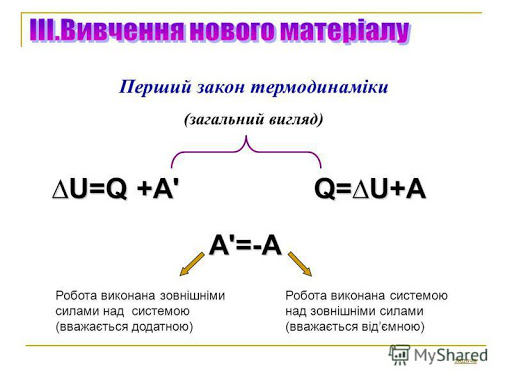 III.Вивчення нового матеріалу
Перший закон термодинаміки
(загальний вигляд)
∆U=Q +A'
Q=∆U+A
A'=-A
Робота виконана зовнішніми
силами над системою
(вважається додатною)
Робота виконана системою
над зовнішніми силами
(вважається від'ємною)
MyShared